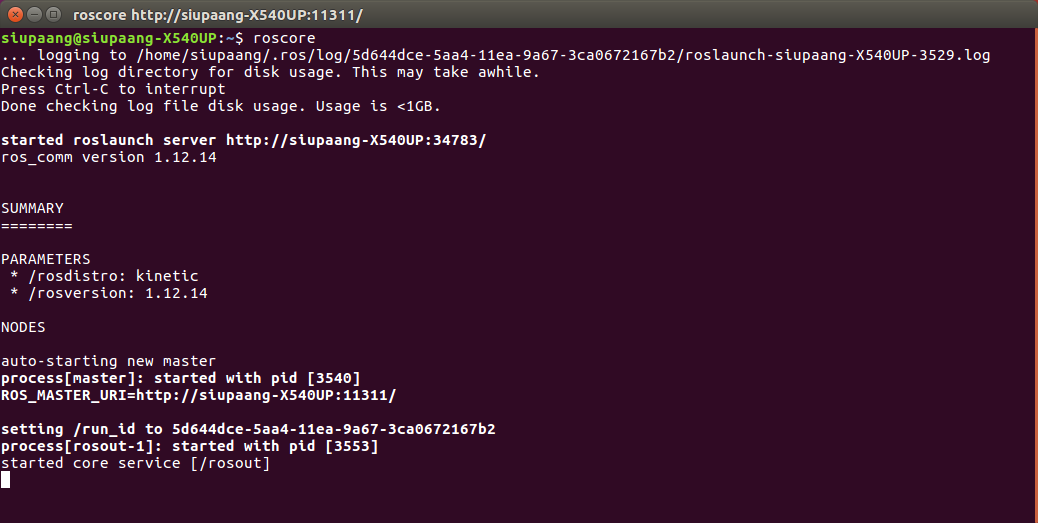 roscore http://siupaang-X540UP:11311/
siupaang@siupaang-X540UP:~$ roscore
... logging to /home/siupaang/.ros/log/5d644dce-5aa4-11ea-9a67-3ca0672167b2/roslaunch-siupaang-X540UP-3529.log
Checking log directory for disk usage. This may take awhile.
Press Ctrl-C to interrupt
Done checking log file disk usage. Usage is <1GB.
started roslaunch server http://siupaang-X540UP:34783/
ros_comm version 1.12.14
SUMMARY
========
PARAMETERS
 * /rosdistro: kinetic
 * /rosversion: 1.12.14
NODES
auto-starting new master
process[master]: started with pid [3540]
ROS_MASTER_URI=http://siupaang-X540UP:11311/
setting /run_id to 5d644dce-5aa4-11ea-9a67-3ca0672167b2
process[rosout-1]: started with pid [3553]
started core service [/rosout]